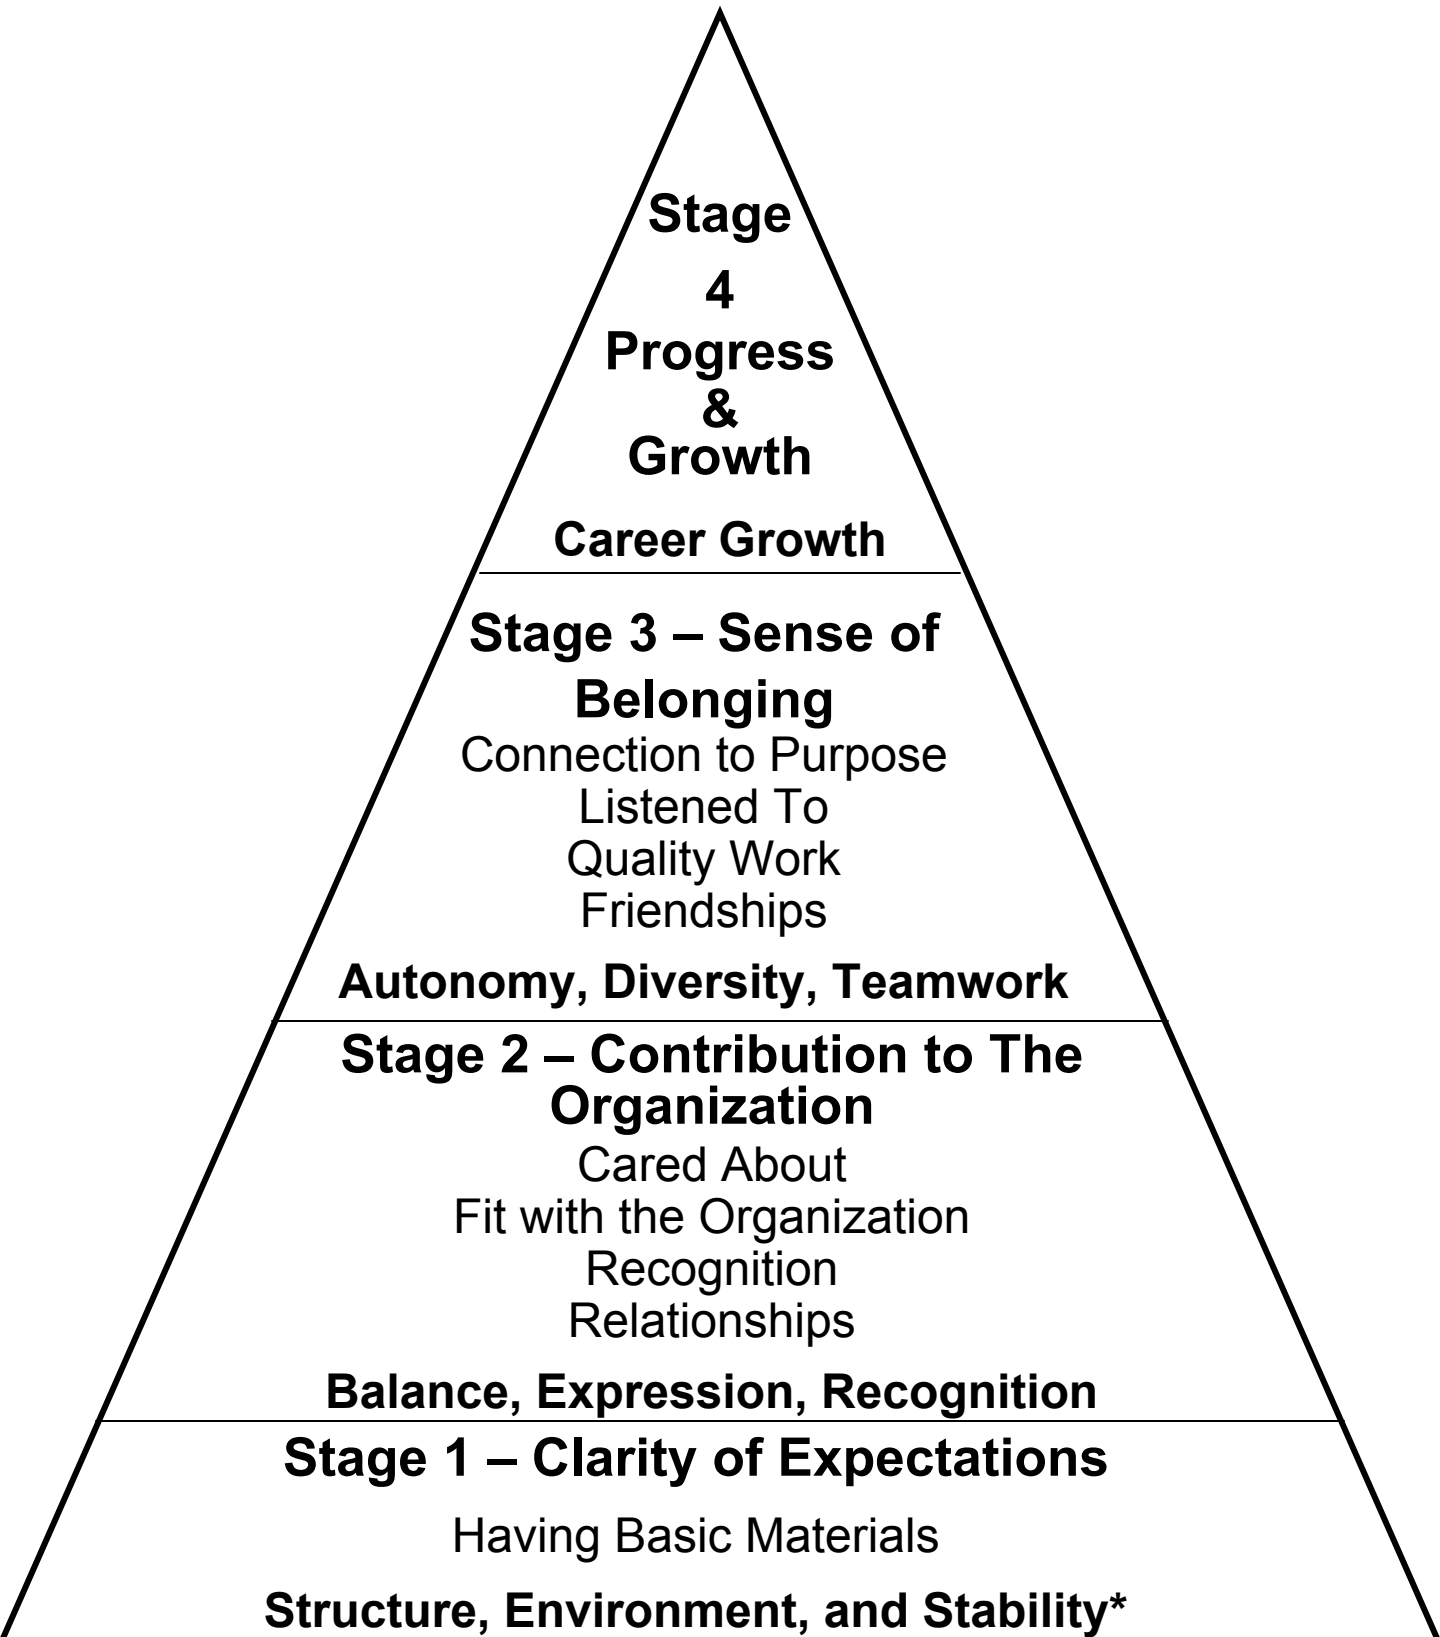 Stage
4
Progress
&
Growth
Career Growth
Stage 3 – Sense of
Belonging
Connection to Purpose
Listened To
Quality Work
Friendships
Autonomy, Diversity, Teamwork
Stage 2 – Contribution to The
Organization
Cared About
Fit with the Organization
Recognition
Relationships
Balance, Expression, Recognition
Stage 1 – Clarity of Expectations
Having Basic Materials
Structure, Environment, and Stability*